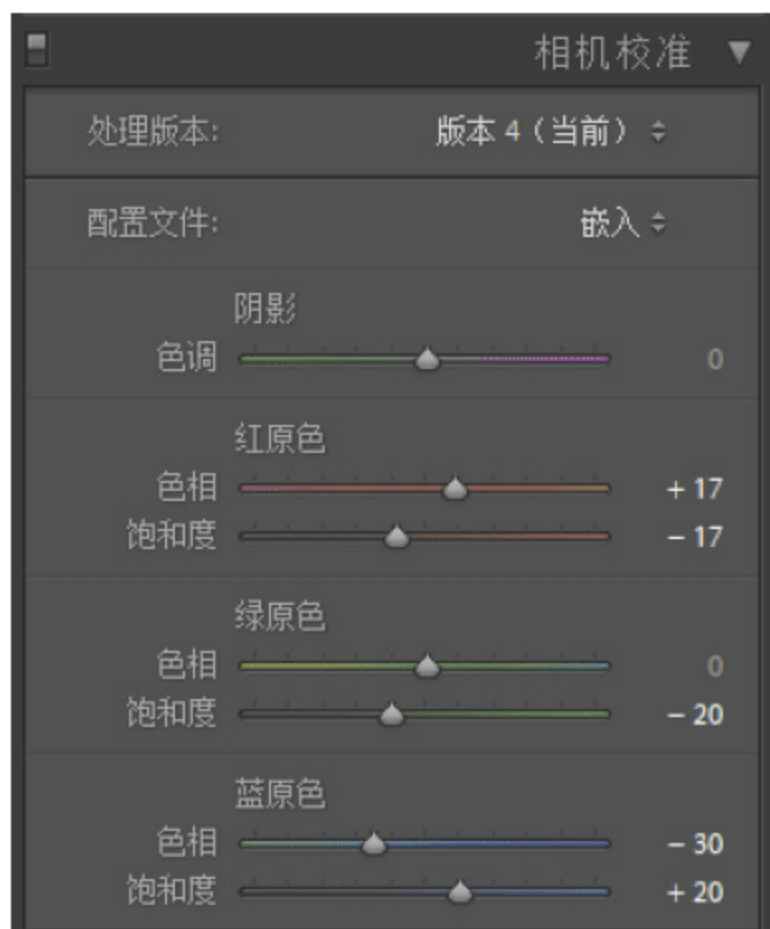 相机校准
处理版本: 版本 4（当前）
配置文件: 嵌入
阴影
色调 0
红原色
色相 + 17
饱和度 - 17
绿原色
色相 0
饱和度 - 20
蓝原色
色相 - 30
饱和度 + 20